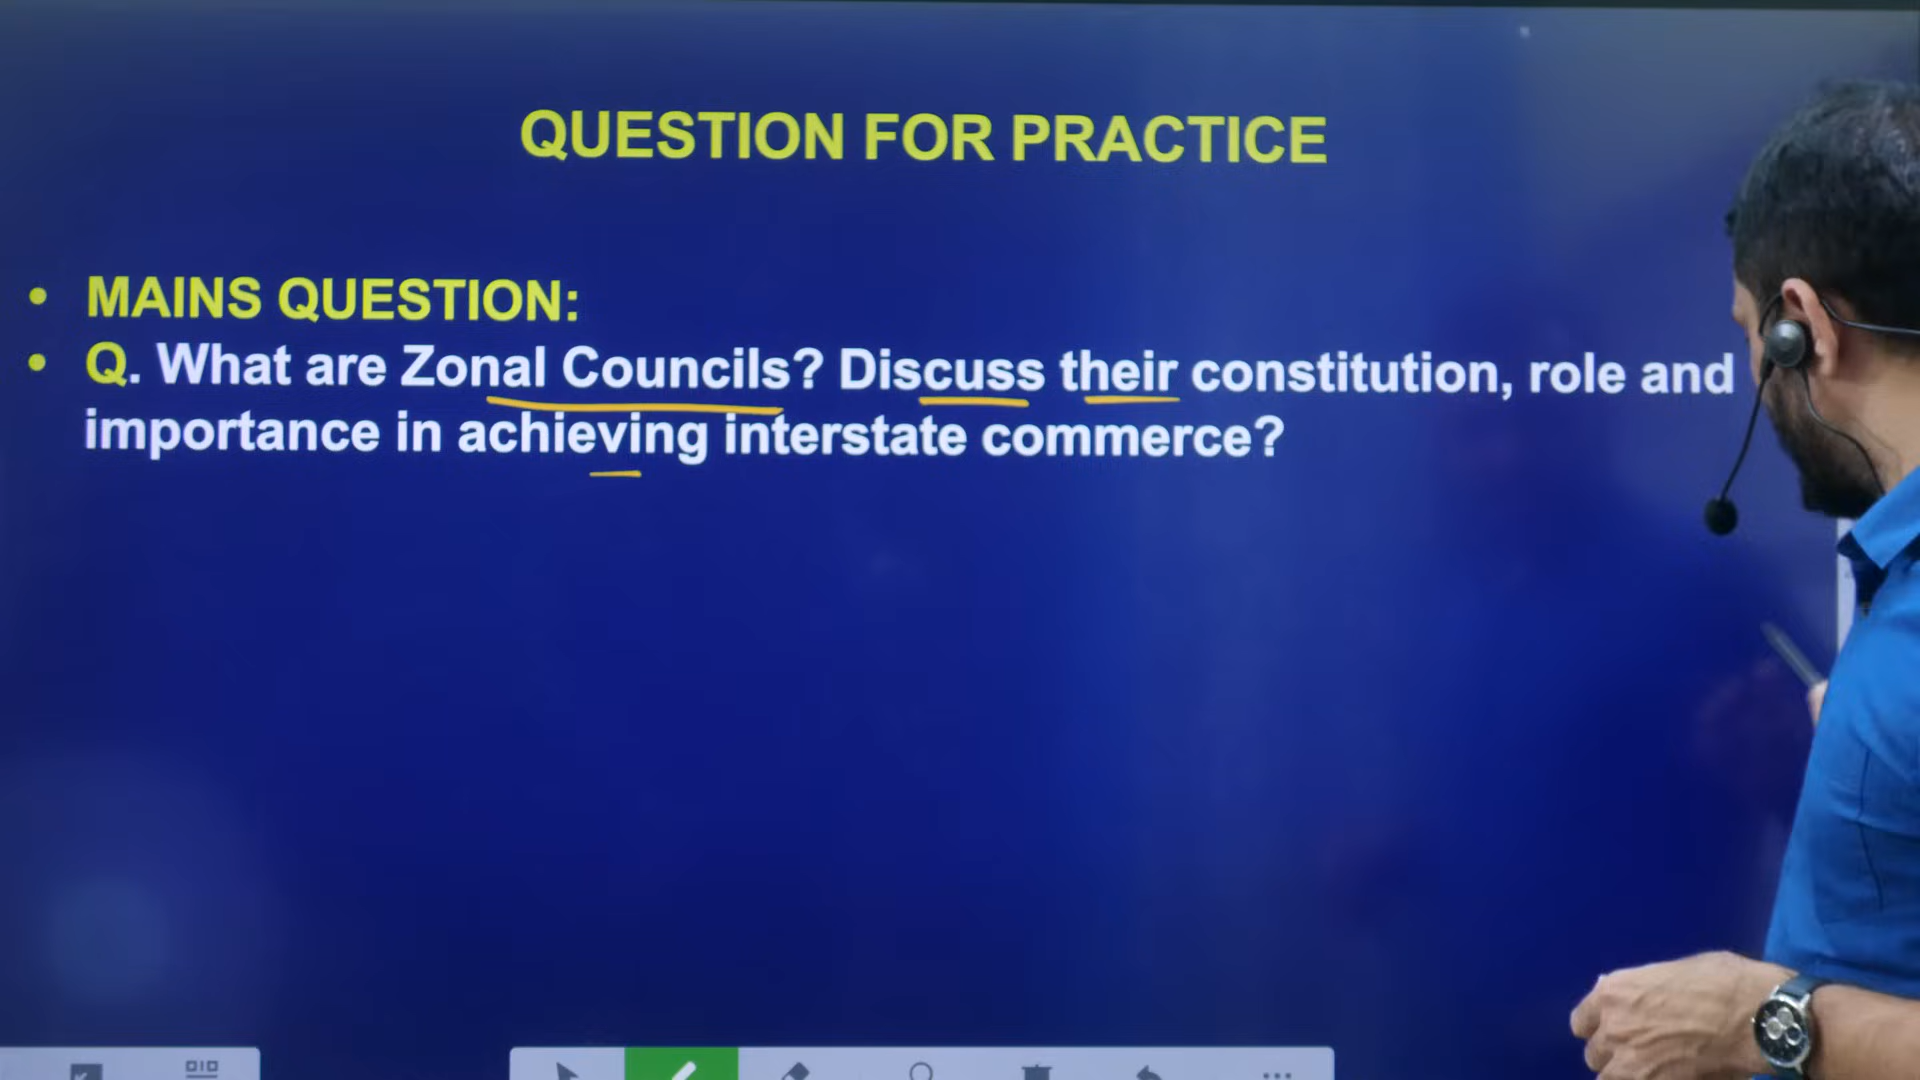 QUESTION FOR PRACTICE
• MAINS QUESTION:
• Q. What are Zonal Councils? Discuss their constitution, role and
importance in achieving interstate commerce?